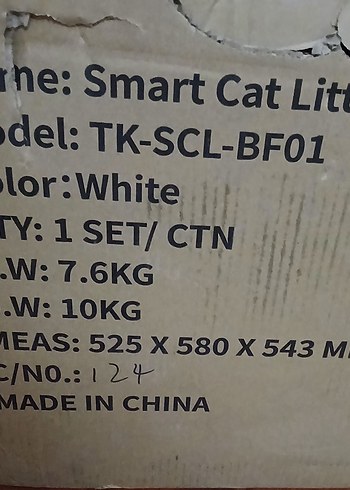 me: Smart Cat Litt
odel: TK-SCL-BF01
olor: White
TY: 1 SET/ CTN
.W: 7.6KG
.W: 10KG
MEAS: 525 X 580 X 543 M
C/NO.: 124
MADE IN CHINA